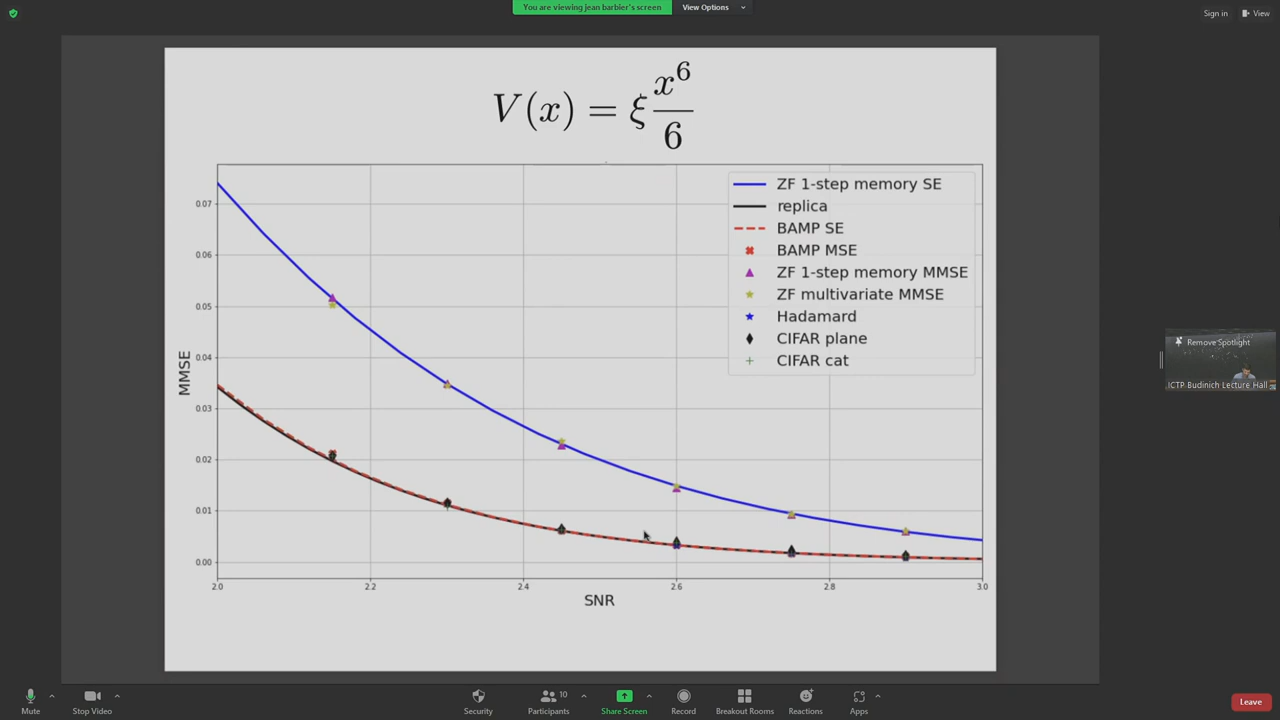 You are viewing jean barbier's screen
View Options
Sign in
View
V(x) = ξ x^6/6
ZF 1-step memory SE
replica
BAMP SE
BAMP MSE
ZF 1-step memory MMSE
ZF multivariate MMSE
Hadamard
CIFAR plane
CIFAR cat
0.07
0.06
0.05
0.04
0.03
0.02
0.01
0.00
MMSE
2.0 2.2 2.4 2.6 2.8 3.0
SNR
Remove Spotlight
ICTP Budinich Lecture Hall
Mute
Stop Video
Security
Participants 10
Share Screen
Record
Breakout Rooms
Reactions
Apps
Leave